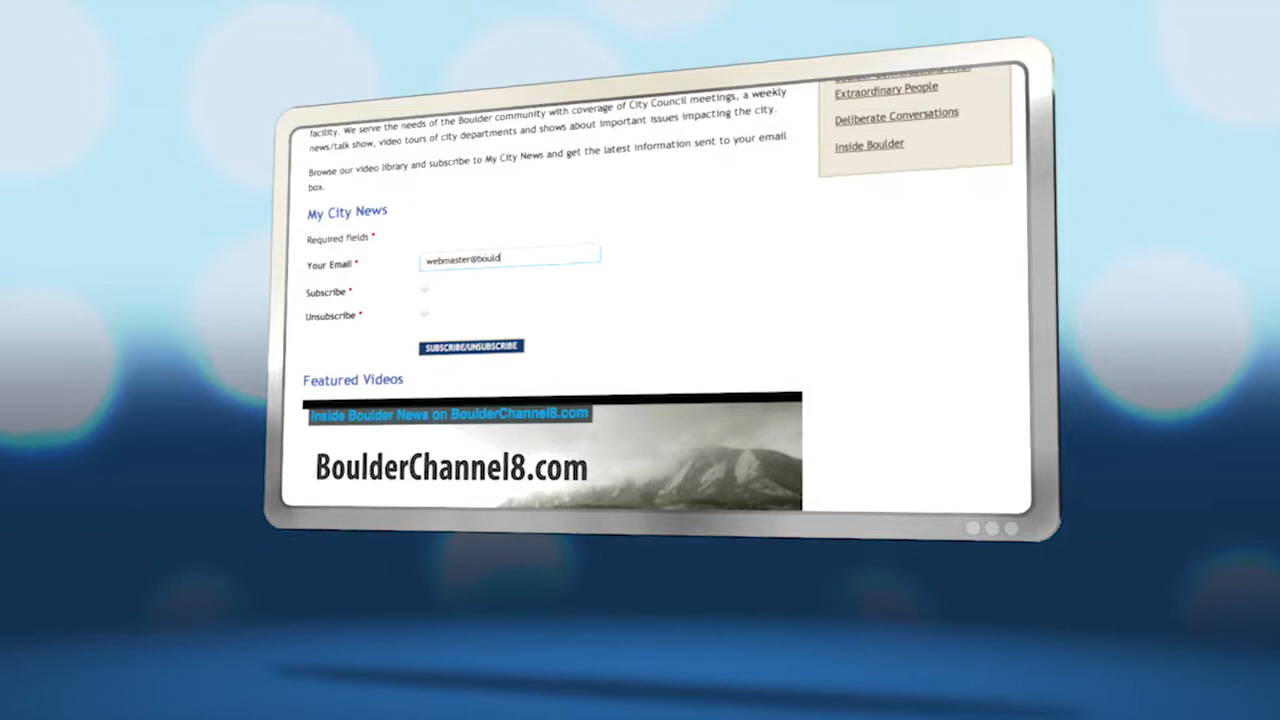 Extraordinary People
Deliberate Conversations
Inside Boulder
facility. We serve the needs of the Boulder community with coverage of City Council meetings, a weekly
news/talk show, video tours of city departments and shows about important issues impacting the city.
Browse our video library and subscribe to My City News and get the latest information sent to your email
box.
My City News
Required fields *
Your Email *
webmaster@bould
Subscribe *
Unsubscribe *
SUBSCRIBE/UNSUBSCRIBE
Featured Videos
Inside Boulder News on BoulderChannel8.com
BoulderChannel8.com